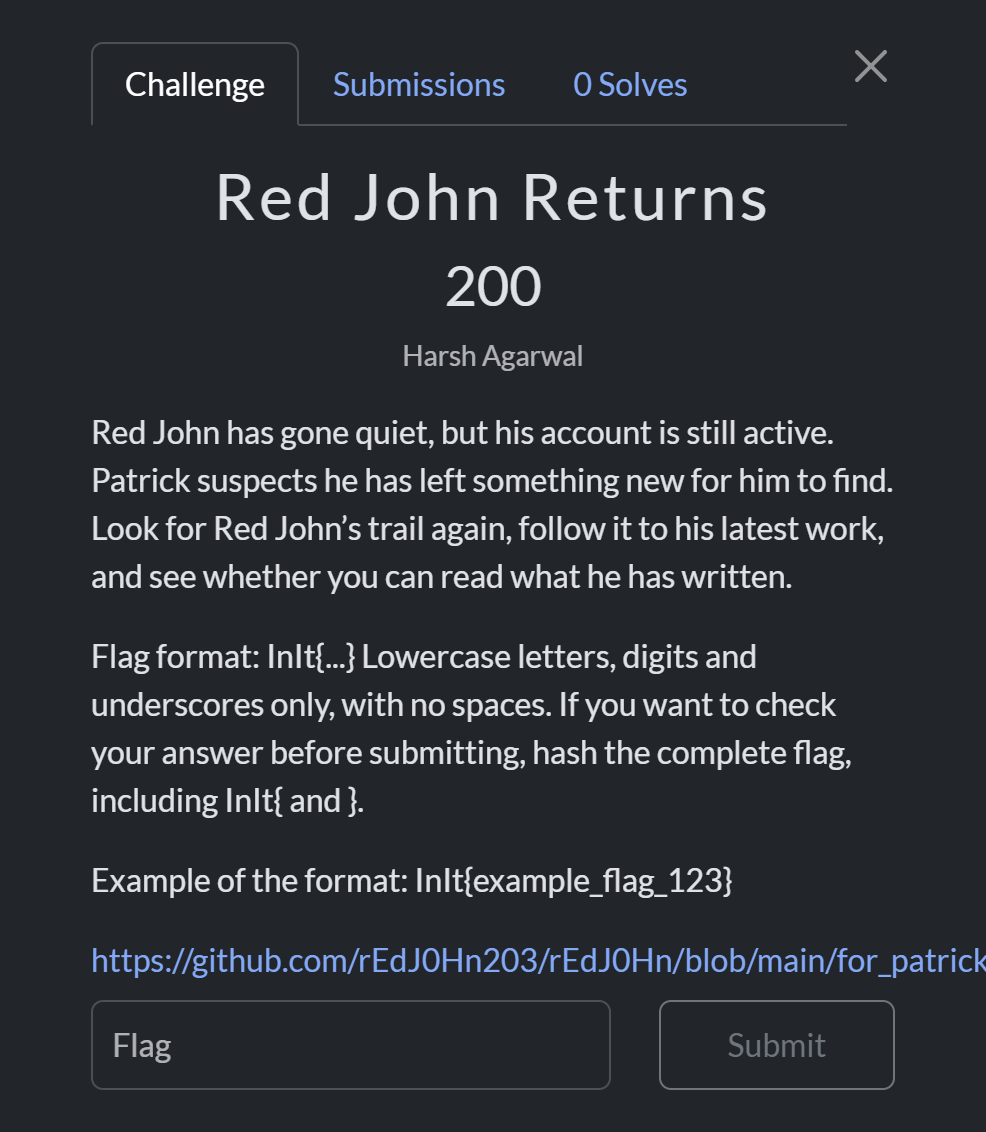 Challenge
Submissions
0 Solves
Red John Returns
200
Harsh Agarwal
Red John has gone quiet, but his account is still active.
Patrick suspects he has left something new for him to find.
Look for Red John’s trail again, follow it to his latest work,
and see whether you can read what he has written.
Flag format: InIt{...} Lowercase letters, digits and
underscores only, with no spaces. If you want to check
your answer before submitting, hash the complete flag,
including InIt{ and }.
Example of the format: InIt{example_flag_123}
https://github.com/rEdJ0Hn203/rEdJ0Hn/blob/main/for_patrick
Flag
Submit